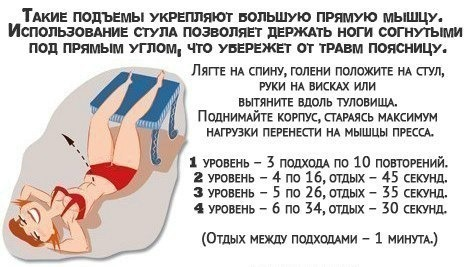 Такие подъемы укрепляют большую прямую мышцу.
Использование стула позволяет держать ноги согнутыми
под прямым углом, что убережет от травм поясницу.
Лягте на спину, голени положите на стул,
руки на висках или
вытяните вдоль туловища.
Поднимайте корпус, стараясь максимум
нагрузки перенести на мышцы пресса.
1 уровень – 3 подхода по 10 повторений.
2 уровень – 4 по 16, отдых – 45 секунд.
3 уровень – 5 по 26, отдых – 35 секунд.
4 уровень – 6 по 34, отдых – 30 секунд.
(Отдых между подходами – 1 минута.)